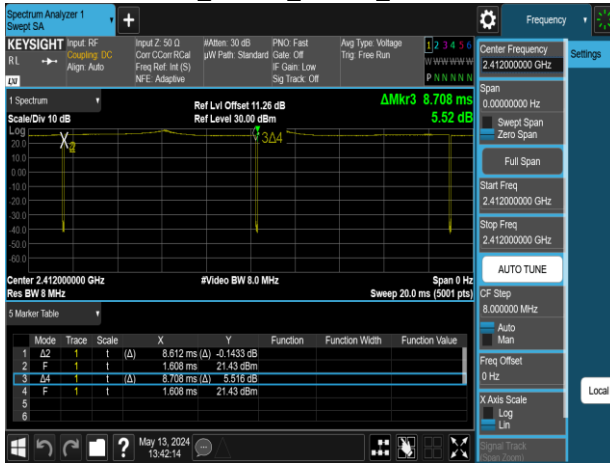 Spectrum Analyzer 1
Swept SA
+
Frequency
KEYSIGHT
RL
Input: RF
Coupling: DC
Align: Auto
Input Z: 50 Ω
Corr CCorr RCal
Freq Ref: Int (S)
NFE: Adaptive
#Atten: 30 dB
µW Path: Standard
PNO: Fast
Gate: Off
IF Gain: Low
Sig Track: Off
Avg Type: Voltage
Trig: Free Run
1 2 3 4 5 6
W W W W W W
P N N N N N
LXI
1 Spectrum
Scale/Div 10 dB
Ref Lvl Offset 11.26 dB
Ref Level 30.00 dBm
ΔMkr3 8.708 ms
5.52 dB
Log
20.0
10.0
0.00
-10.0
-20.0
-30.0
-40.0
-50.0
-60.0
X
3Δ4
Center 2.412000000 GHz
Res BW 8 MHz
#Video BW 8.0 MHz
Span 0 Hz
Sweep 20.0 ms (5001 pts)
5 Marker Table
Mode Trace Scale X Y Function Function Width Function Value
1 Δ2 1 t (Δ) 8.612 ms (Δ) -0.1433 dB
2 F 1 t 1.608 ms 21.43 dBm
3 Δ4 1 t (Δ) 8.708 ms (Δ) 5.516 dB
4 F 1 t 1.608 ms 21.43 dBm
5
6
?
May 13, 2024
13:42:14
Center Frequency
2.412000000 GHz
Span
0.00000000 Hz
Swept Span
Zero Span
Full Span
Start Freq
2.412000000 GHz
Stop Freq
2.412000000 GHz
AUTO TUNE
CF Step
8.000000 MHz
Auto
Man
Freq Offset
0 Hz
X Axis Scale
Log
Lin
Signal Track
(Span Zoom)
Settings
Local